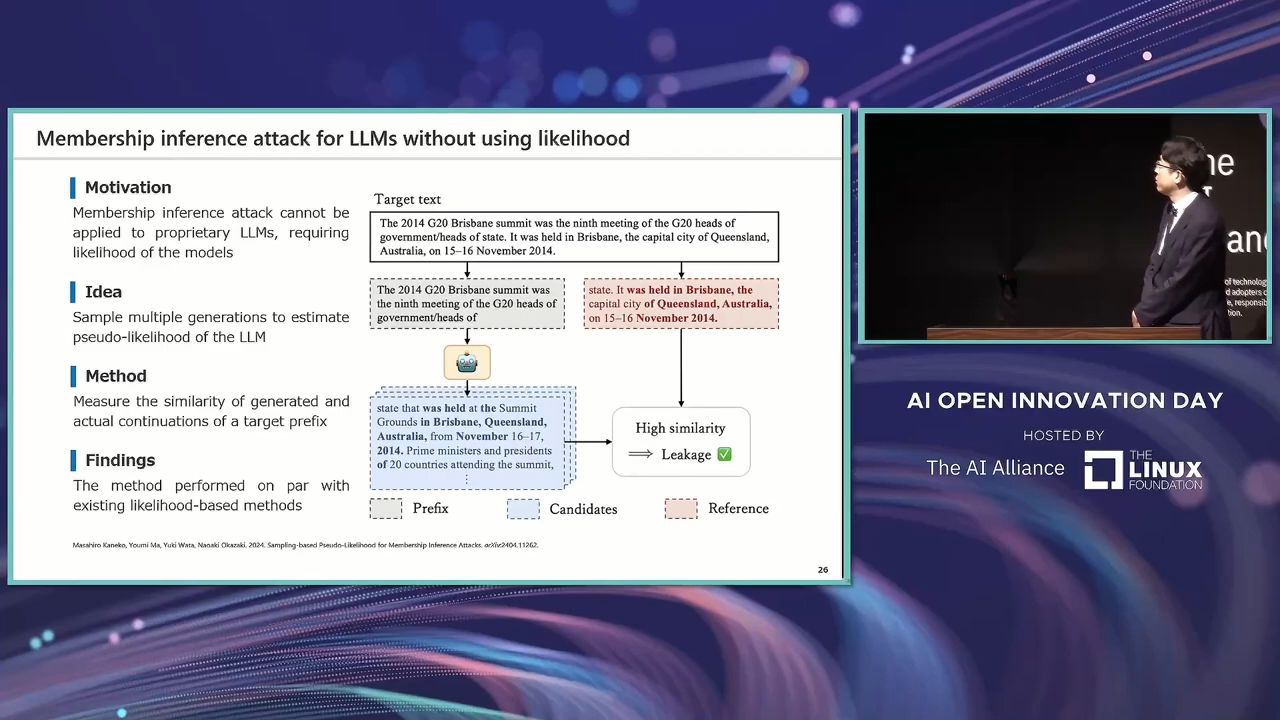 Membership inference attack for LLMs without using likelihood
Motivation
Membership inference attack cannot be
applied to proprietary LLMs, requiring
likelihood of the models
Idea
Sample multiple generations to estimate
pseudo-likelihood of the LLM
Method
Measure the similarity of generated and
actual continuations of a target prefix
Findings
The method performed on par with
existing likelihood-based methods
Target text
The 2014 G20 Brisbane summit was the ninth meeting of the G20 heads of
government/heads of state. It was held in Brisbane, the capital city of Queensland,
Australia, on 15–16 November 2014.
The 2014 G20 Brisbane summit was
the ninth meeting of the G20 heads of
government/heads of
state. It was held in Brisbane, the
capital city of Queensland, Australia,
on 15–16 November 2014.
state that was held at the Summit
Grounds in Brisbane, Queensland,
Australia, from November 16–17,
2014. Prime ministers and presidents
of 20 countries attending the summit,
⋮
High similarity
⟹ Leakage ✅
Prefix
Candidates
Reference
Masahiro Kaneko, Youmi Ma, Yuki Wata, Naoaki Okazaki. 2024. Sampling-based Pseudo-Likelihood for Membership Inference Attacks. arXiv:2404.11262.
26
of technology
d adopters
, responsib
tion.
AI OPEN INNOVATION DAY
HOSTED BY
The AI Alliance
THE
LINUX
FOUNDATION